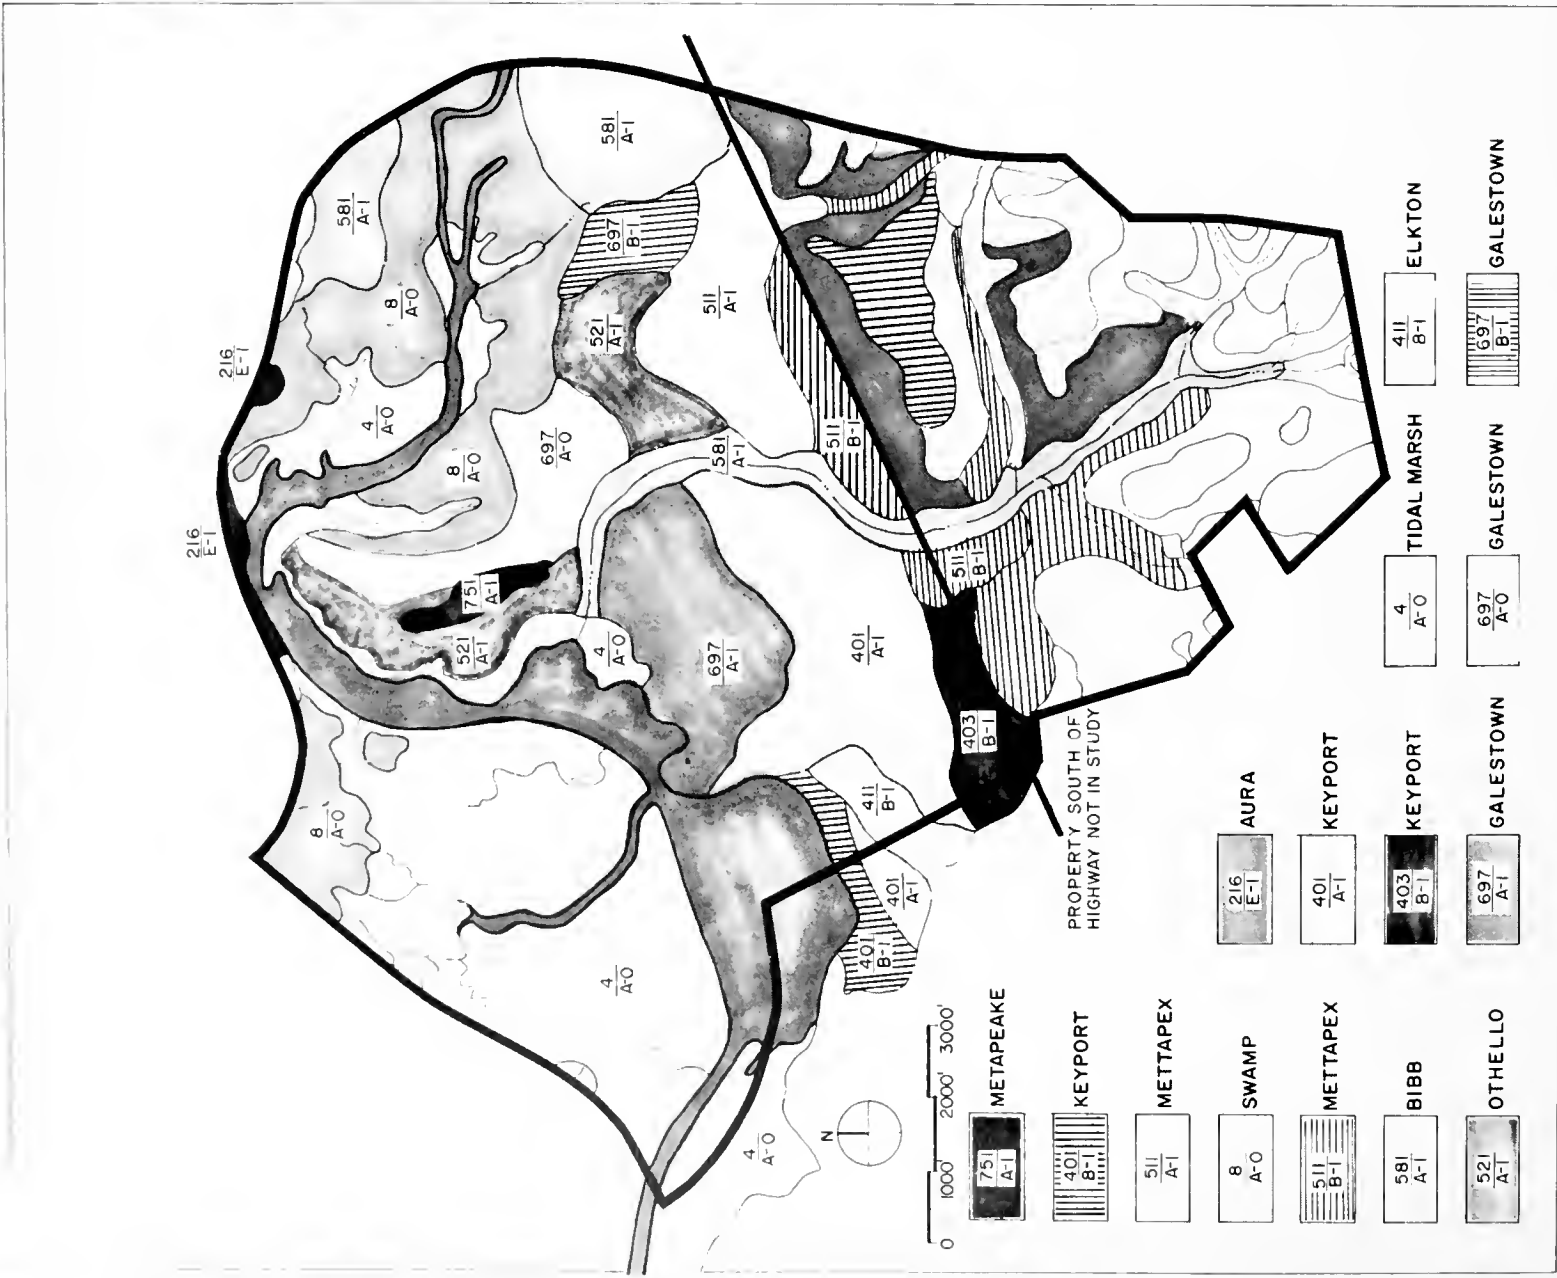 216
E-1
216
E-1
581
A-1
581
A-1
8
A-0
4
A-0
8
A-0
697
A-0
697
B-1
521
A-1
511
A-1
581
A-1
511
B-1
511
B-1
751
A-1
521
A-1
4
A-0
697
A-1
401
A-1
403
B-1
8
A-0
4
A-0
411
B-1
401
A-1
401
B-1
4
A-0
PROPERTY SOUTH OF
HIGHWAY NOT IN STUDY
N
0 1000' 2000' 3000'
751
A-1
METAPEAKE
401
B-1
KEYPORT
511
A-1
METTAPEX
8
A-0
SWAMP
511
B-1
METTAPEX
581
A-1
BIBB
521
A-1
OTHELLO
216
E-1
AURA
401
A-1
KEYPORT
403
B-1
KEYPORT
697
A-1
GALESTOWN
4
A-0
TIDAL MARSH
697
A-0
GALESTOWN
411
B-1
ELKTON
697
B-1
GALESTOWN